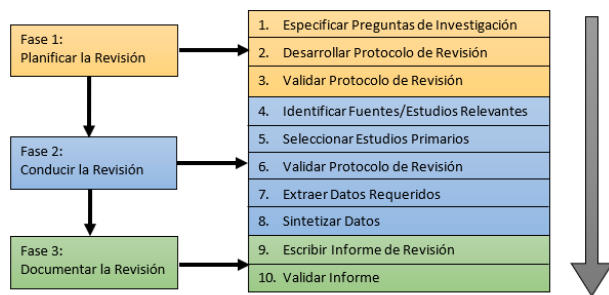 Fase 1:
Planificar la Revisión
1. Especificar Preguntas de Investigación
2. Desarrollar Protocolo de Revisión
3. Validar Protocolo de Revisión
Fase 2:
Conducir la Revisión
4. Identificar Fuentes/Estudios Relevantes
5. Seleccionar Estudios Primarios
6. Validar Protocolo de Revisión
7. Extraer Datos Requeridos
8. Sintetizar Datos
Fase 3:
Documentar la Revisión
9. Escribir Informe de Revisión
10. Validar Informe